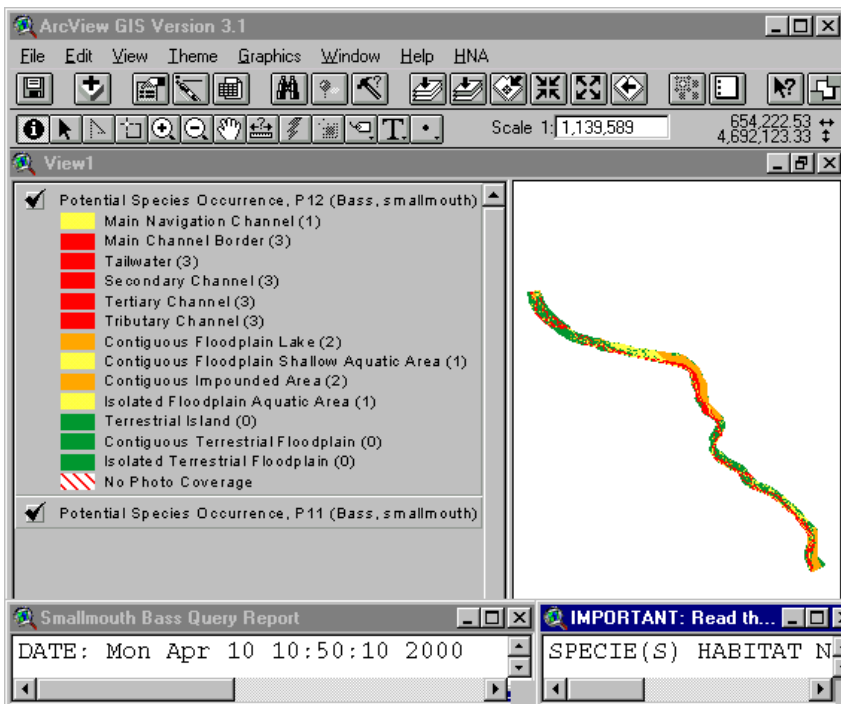 ArcView GIS Version 3.1
File Edit View Theme Graphics Window Help HNA
Scale 1: 1,139,589
654,222.53
4,692,123.33
View1
Potential Species Occurrence, P12 (Bass, smallmouth)
Main Navigation Channel (1)
Main Channel Border (3)
Tailwater (3)
Secondary Channel (3)
Tertiary Channel (3)
Tributary Channel (3)
Contiguous Floodplain Lake (2)
Contiguous Floodplain Shallow Aquatic Area (1)
Contiguous Impounded Area (2)
Isolated Floodplain Aquatic Area (1)
Terrestrial Island (0)
Contiguous Terrestrial Floodplain (0)
Isolated Terrestrial Floodplain (0)
No Photo Coverage
Potential Species Occurrence, P11 (Bass, smallmouth)
Smallmouth Bass Query Report
DATE: Mon Apr 10 10:50:10 2000
IMPORTANT: Read th...
SPECIE(S) HABITAT N